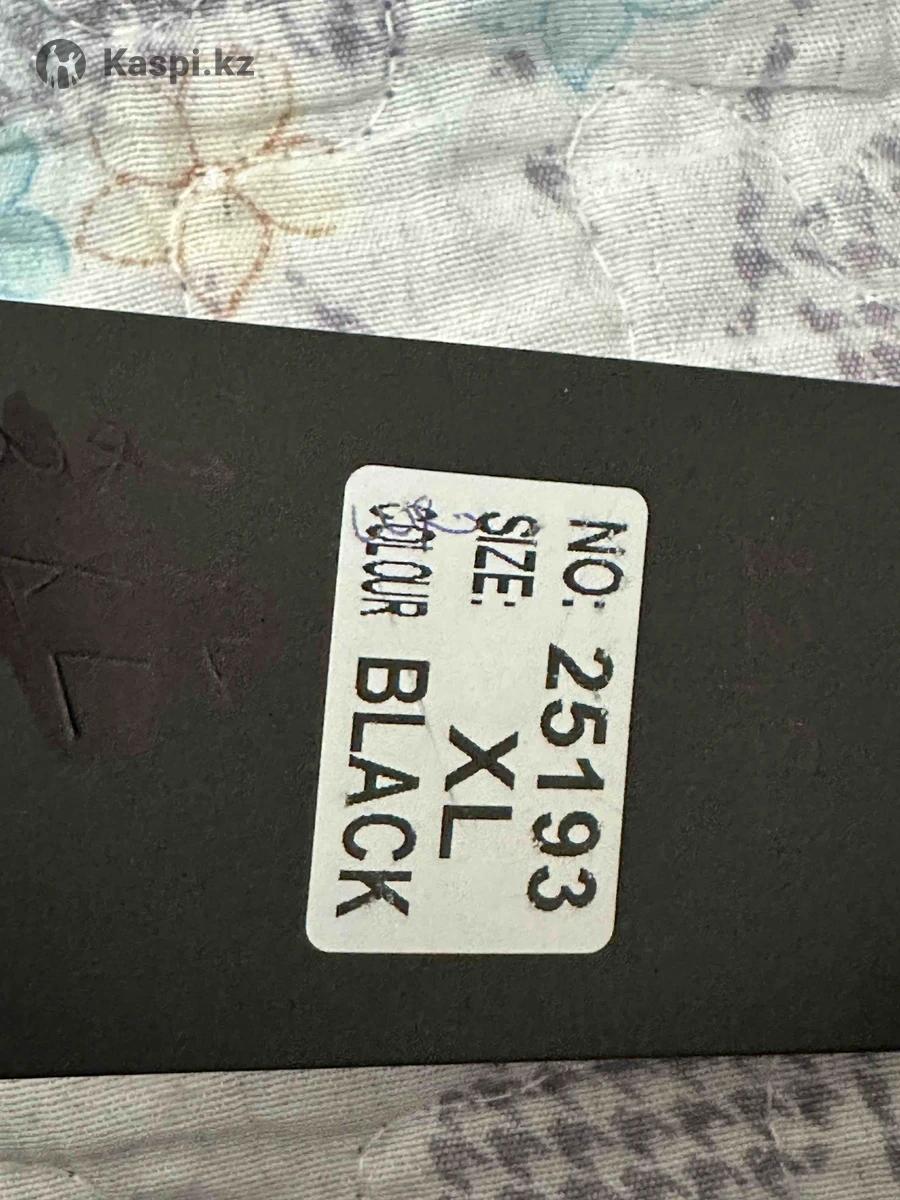 Kaspi.kz
NO: 25193
SIZE: XL
COLOUR BLACK